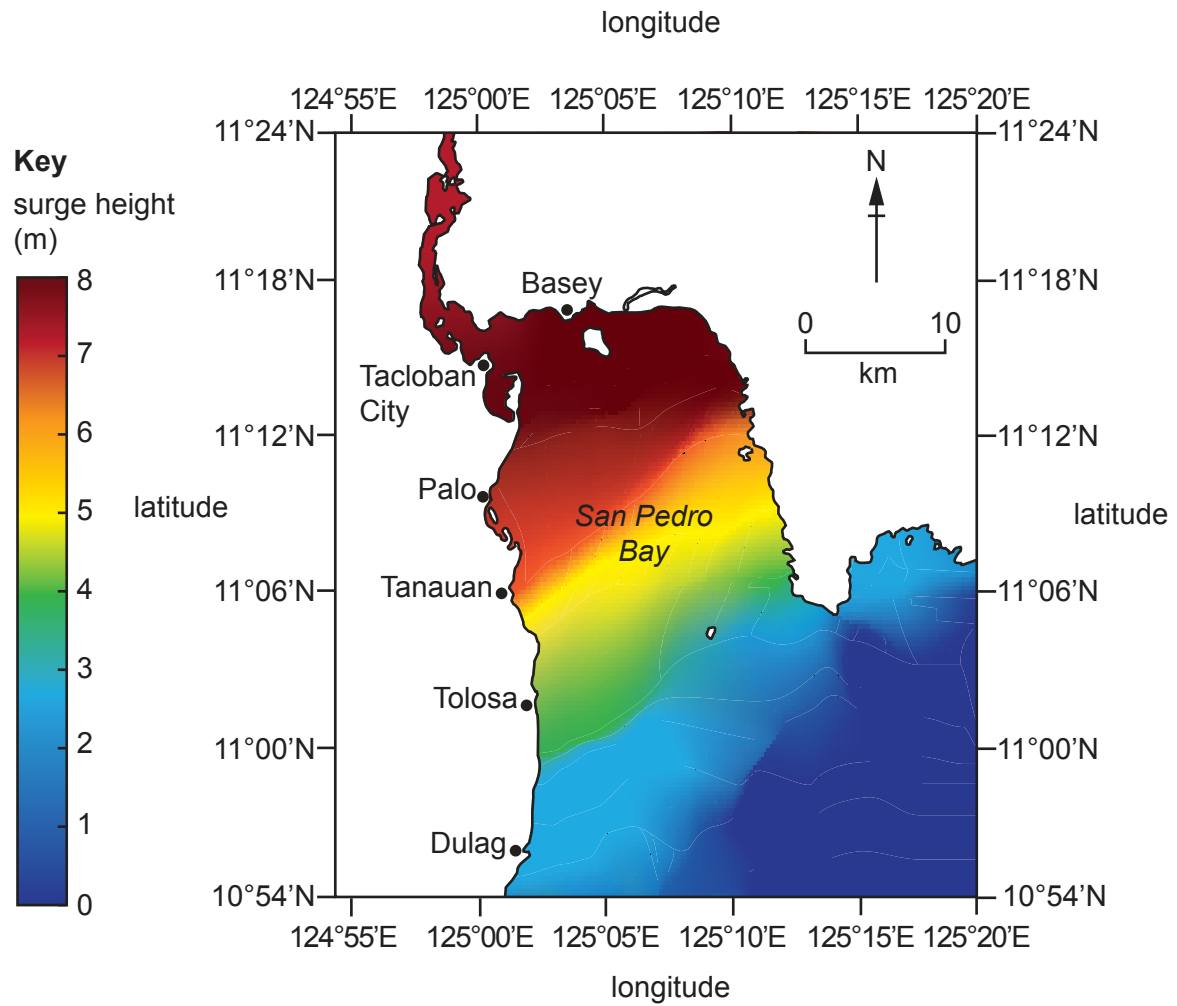 longitude
124°55'E 125°00'E 125°05'E 125°10'E 125°15'E 125°20'E
11°24'N 11°24'N
Key
surge height
(m)
N
8
7
6
5
4
3
2
1
0
11°18'N 11°18'N
Basey
0 10
km
Tacloban
City
11°12'N 11°12'N
Palo
latitude
San Pedro
Bay
latitude
Tanauan
11°06'N 11°06'N
Tolosa
11°00'N 11°00'N
Dulag
10°54'N 10°54'N
124°55'E 125°00'E 125°05'E 125°10'E 125°15'E 125°20'E
longitude